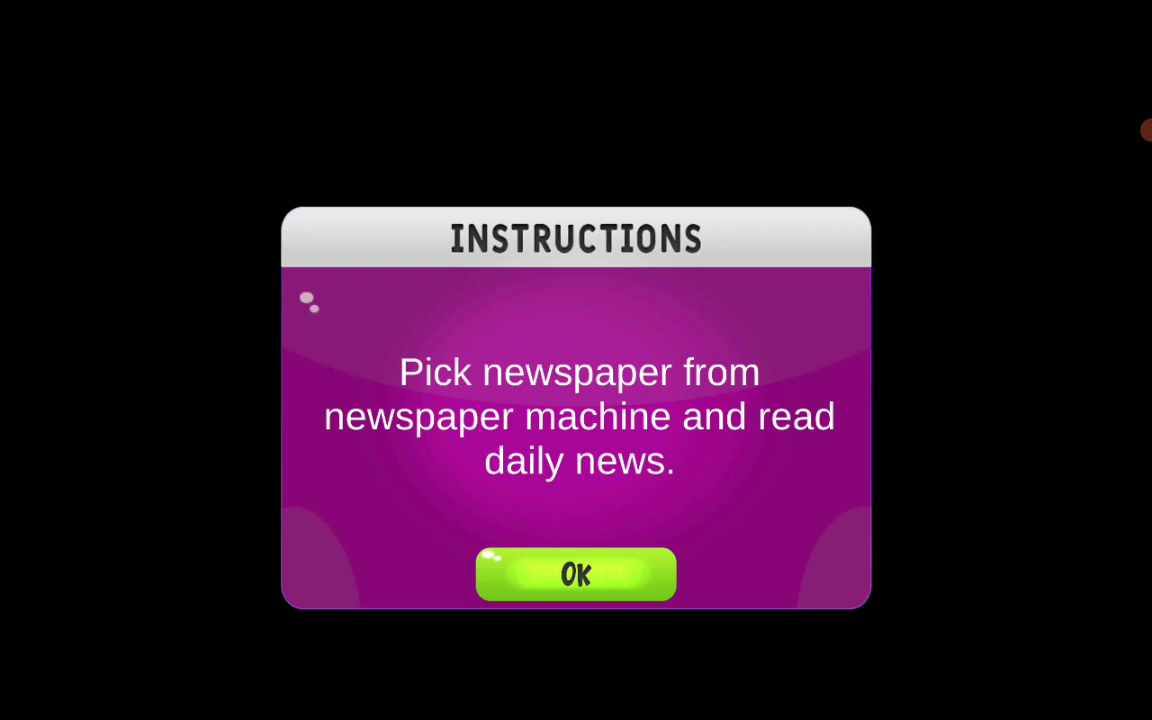 INSTRUCTIONS
Pick newspaper from
newspaper machine and read
daily news.
OK